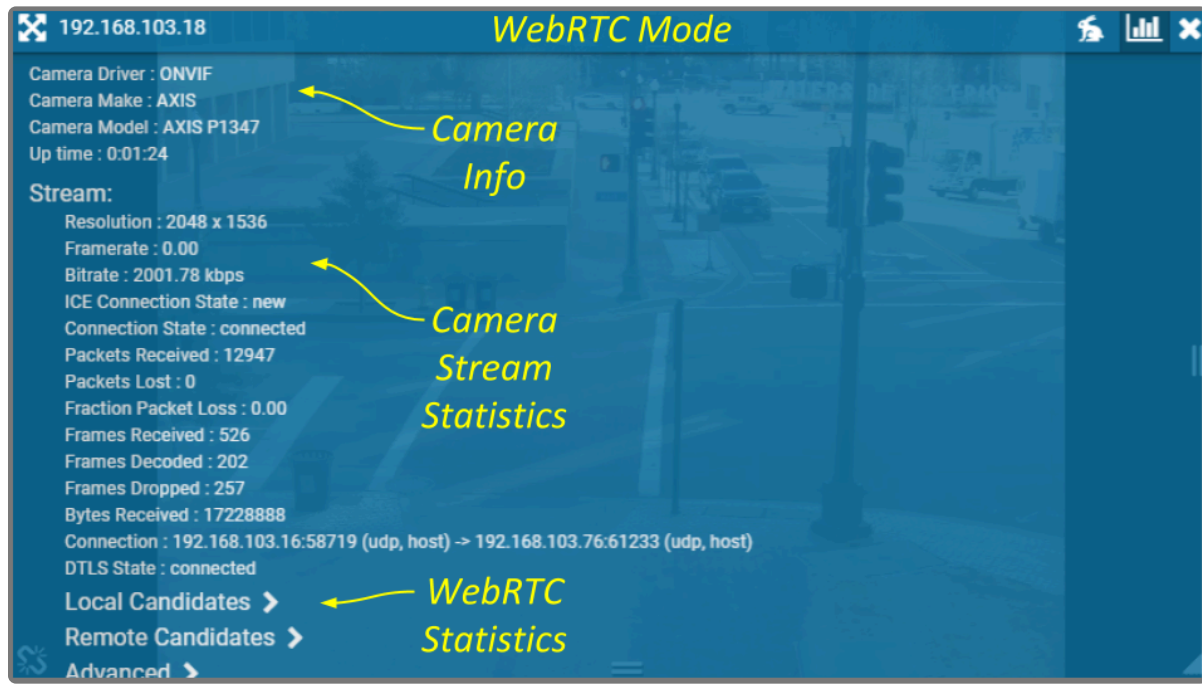 192.168.103.18
WebRTC Mode
Camera Driver : ONVIF
Camera Make : AXIS
Camera Model : AXIS P1347
Up time : 0:01:24
Camera
Info
Stream:
Resolution : 2048 x 1536
Framerate : 0.00
Bitrate : 2001.78 kbps
ICE Connection State : new
Connection State : connected
Packets Received : 12947
Packets Lost : 0
Fraction Packet Loss : 0.00
Frames Received : 526
Frames Decoded : 202
Frames Dropped : 257
Bytes Received : 17228888
Connection : 192.168.103.16:58719 (udp, host) -> 192.168.103.76:61233 (udp, host)
DTLS State : connected
Camera
Stream
Statistics
Local Candidates
Remote Candidates
Advanced
WebRTC
Statistics